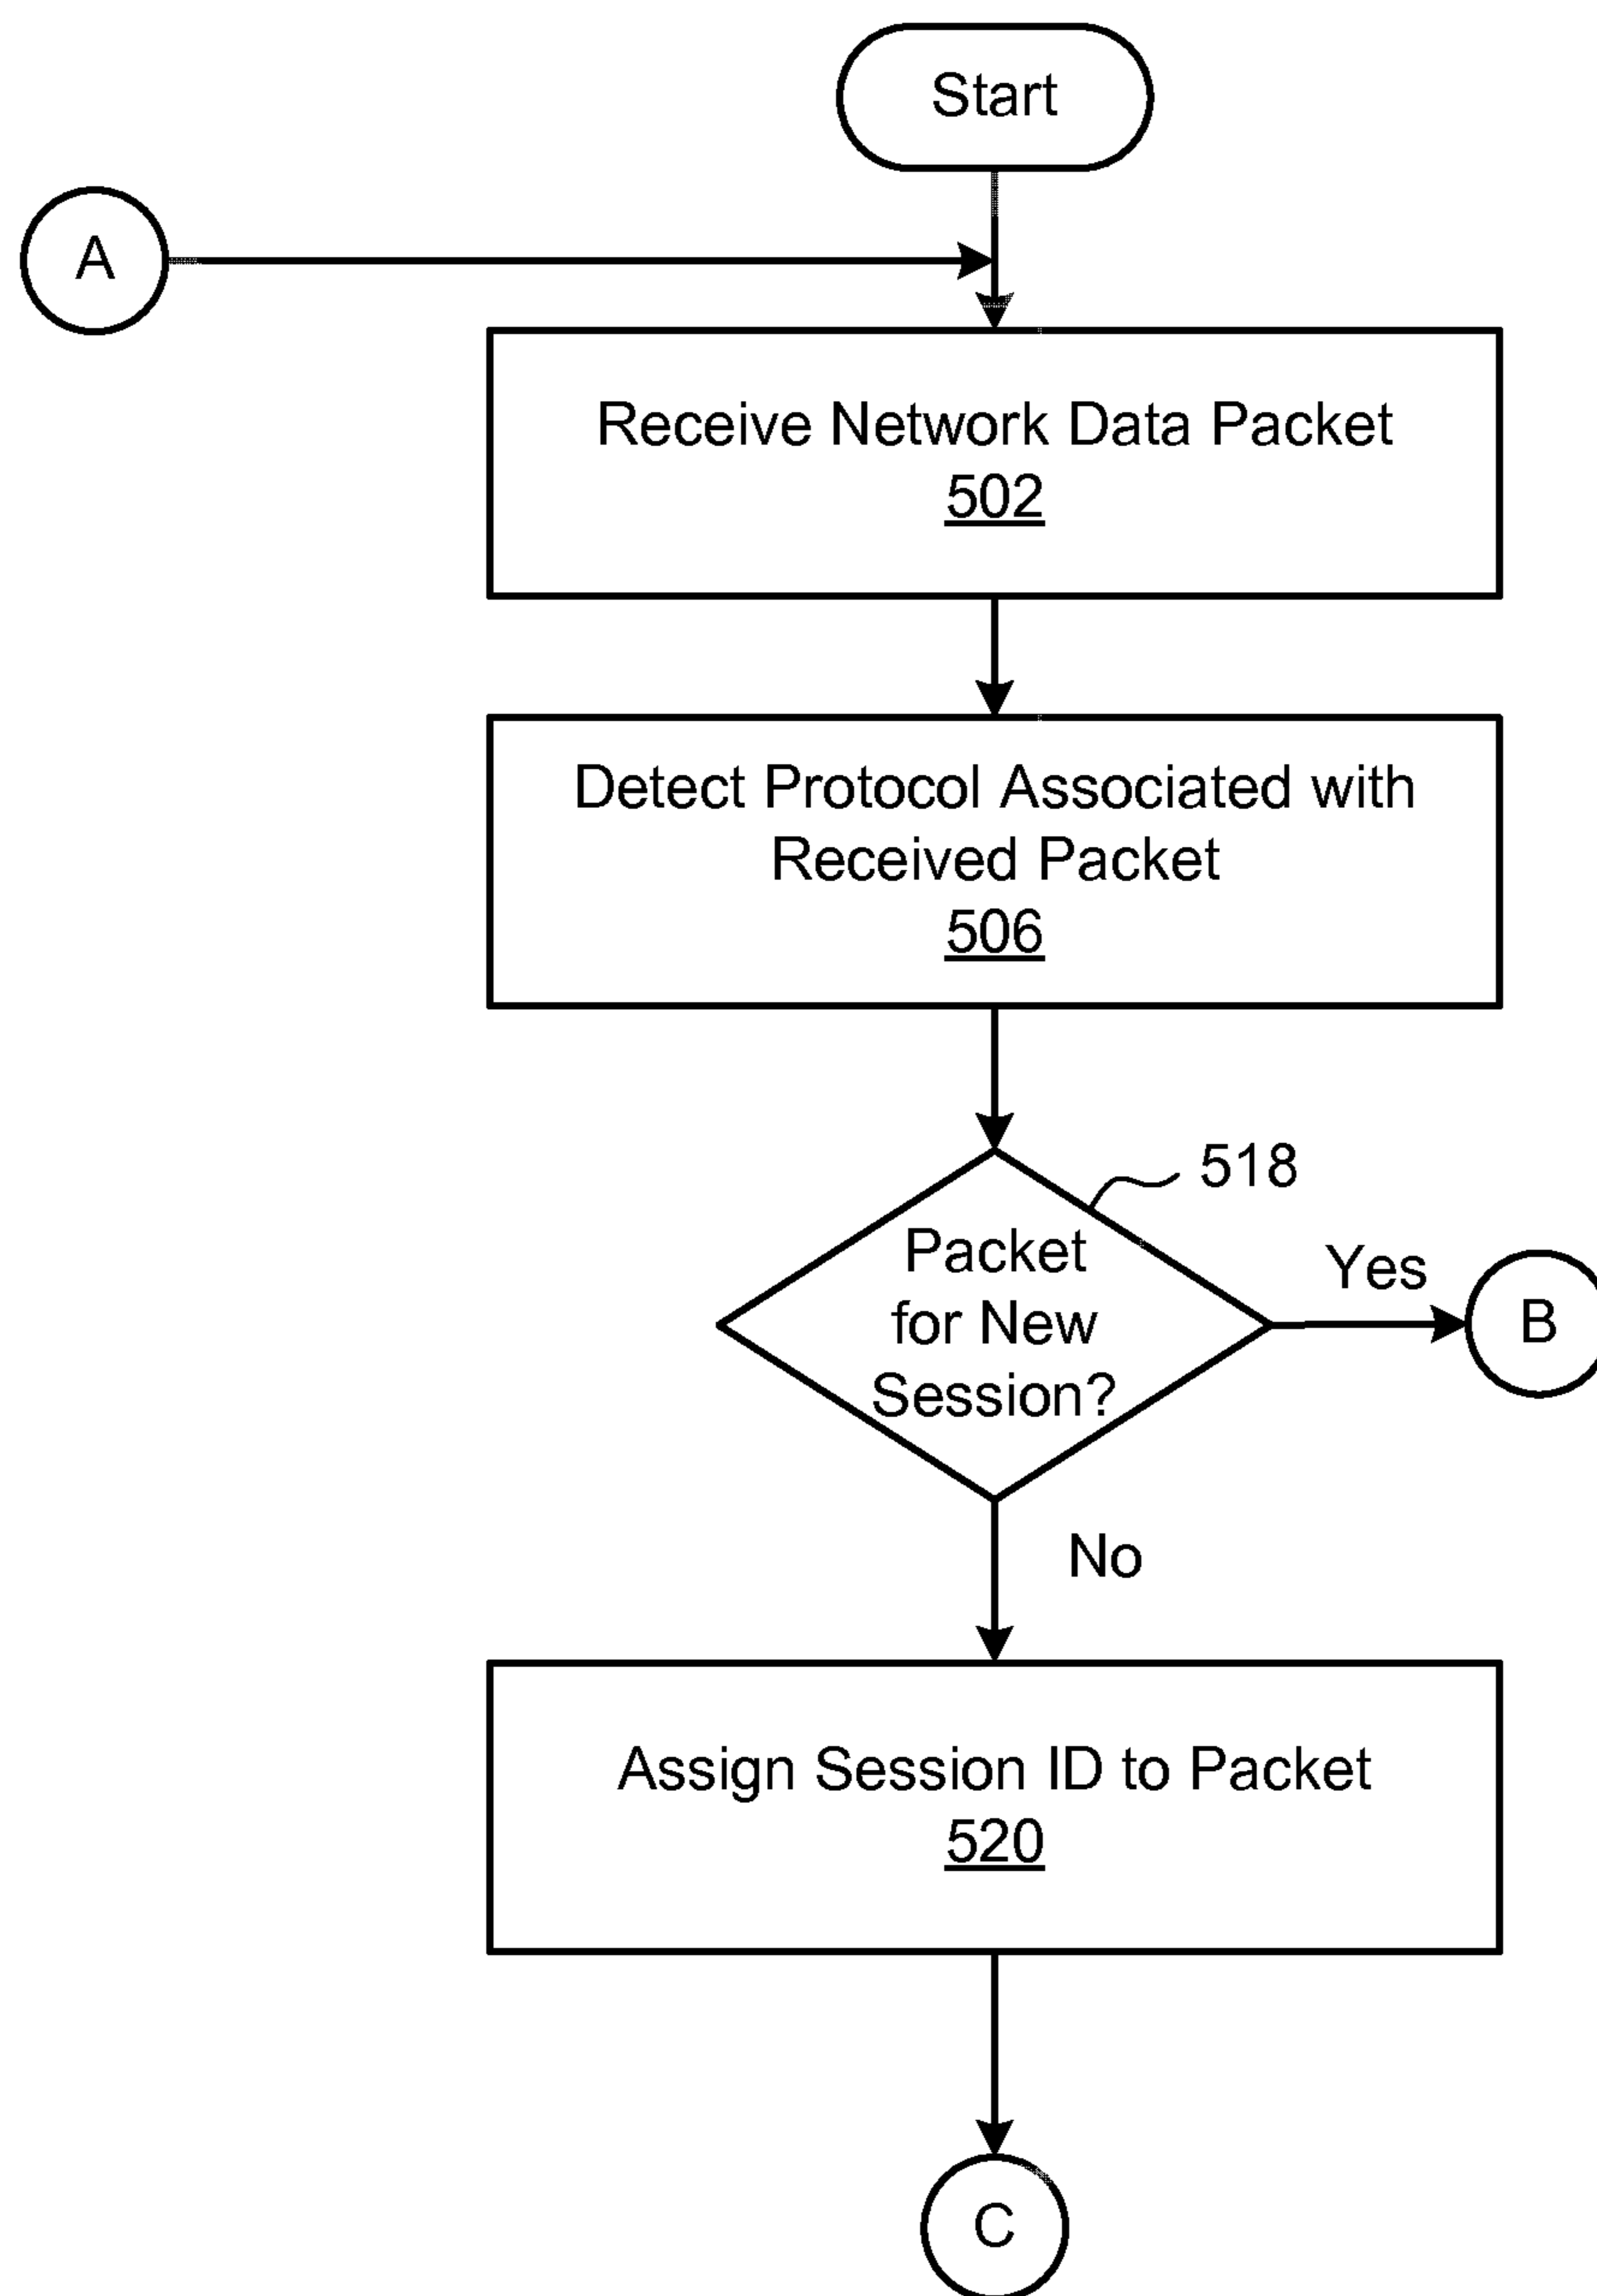 Start
A
Receive Network Data Packet
502
Detect Protocol Associated with
Received Packet
506
518
Packet
for New
Session?
Yes
B
No
Assign Session ID to Packet
520
C